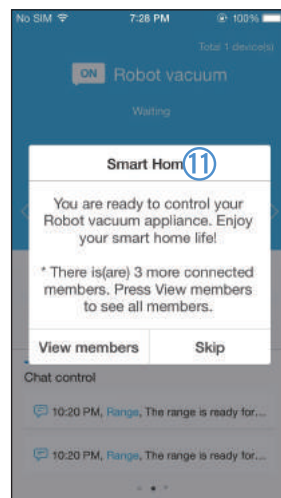 No SIM 7:28 PM 100%
Total 1 device(s)
ON Robot vacuum
Waiting
Smart Hom 11
You are ready to control your
Robot vacuum appliance. Enjoy
your smart home life!
* There is(are) 3 more connected
members. Press View members
to see all members.
View members Skip
Chat control
10:20 PM, Range, The range is ready for...
10:20 PM, Range, The range is ready for...